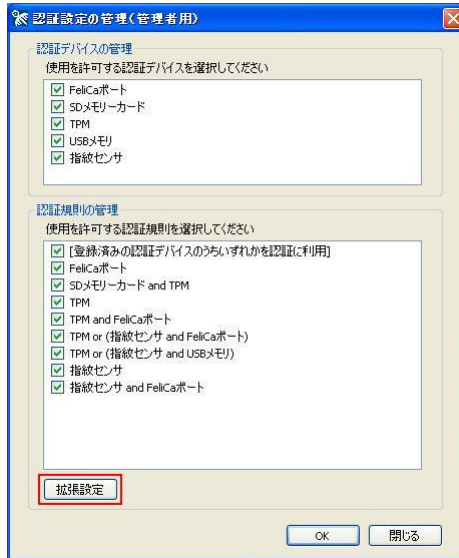 認証設定の管理(管理者用)
認証デバイスの管理
使用を許可する認証デバイスを選択してください
FeliCaポート
SDメモリーカード
TPM
USBメモリ
指紋センサ
認証規則の管理
使用を許可する認証規則を選択してください
[登録済みの認証デバイスのうちいずれかを認証に利用]
FeliCaポート
SDメモリーカード and TPM
TPM
TPM and FeliCaポート
TPM or (指紋センサ and FeliCaポート)
TPM or (指紋センサ and USBメモリ)
指紋センサ
指紋センサ and FeliCaポート
拡張設定
OK 閉じる